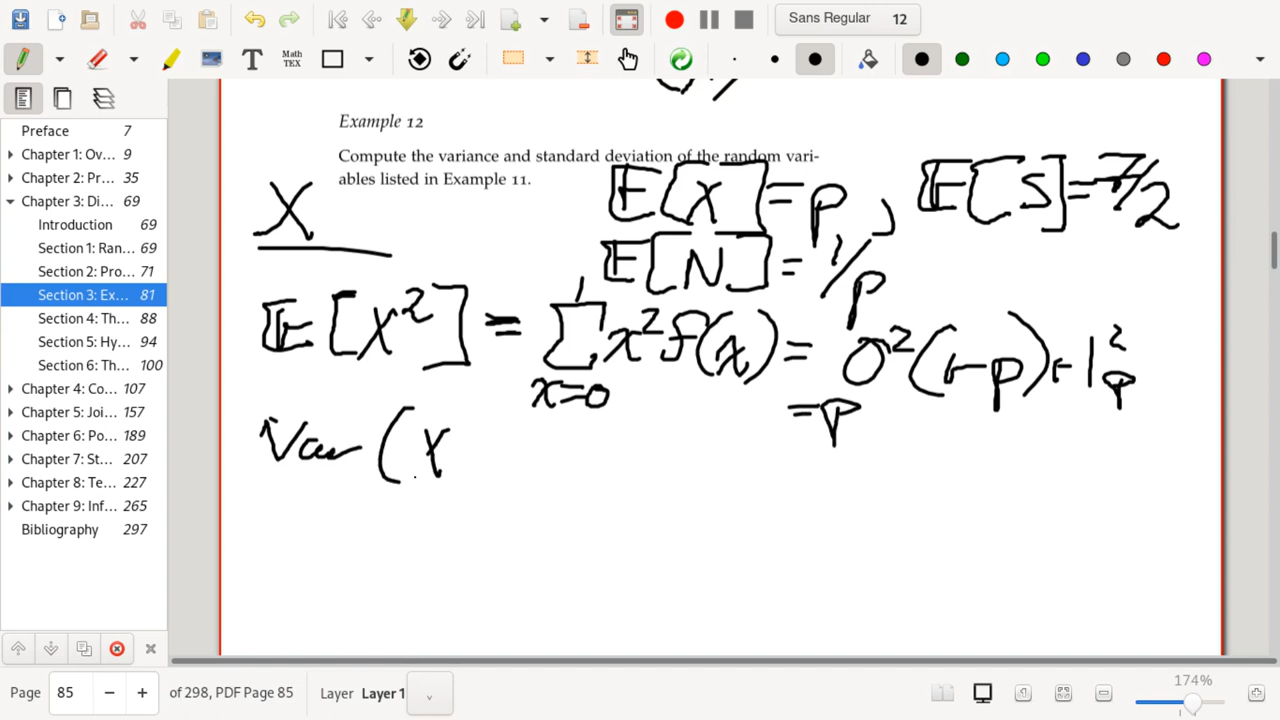 Sans Regular 12
T Math TEX
Preface 7
Chapter 1: Ov... 9
Chapter 2: Pr... 35
Chapter 3: Di... 69
Introduction 69
Section 1: Ran... 69
Section 2: Pro... 71
Section 3: Ex... 81
Section 4: Th... 88
Section 5: Hy... 94
Section 6: Th... 100
Chapter 4: Co... 107
Chapter 5: Joi... 157
Chapter 6: Po... 189
Chapter 7: St... 207
Chapter 8: Te... 227
Chapter 9: Inf... 265
Bibliography 297
Example 12
Compute the variance and standard deviation of the random vari-
ables listed in Example 11.
X
E[X] = p, E[S] = 7/2
E[N] = 1/p
E[X²] = ∑_{x=0}^{1} x² f(x) = 0²(1-p)+1²p
= p
Var(X
Page 85 of 298, PDF Page 85 Layer Layer 1 174%